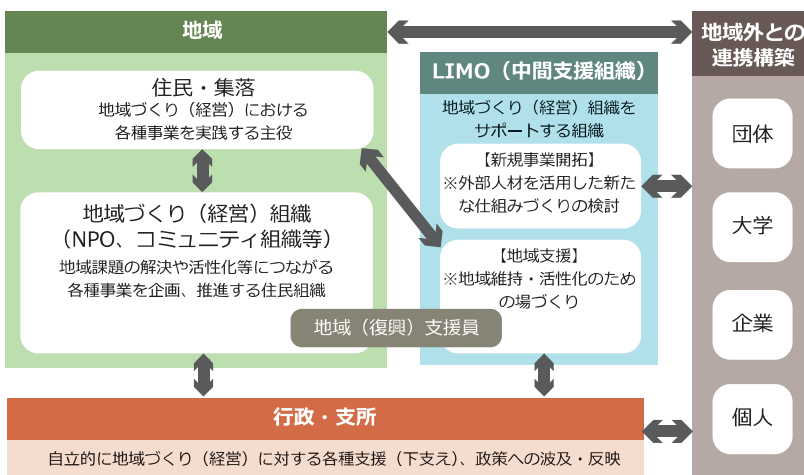 地域
住民・集落
地域づくり（経営）における
各種事業を実践する主役
地域づくり（経営）組織
（NPO、コミュニティ組織等）
地域課題の解決や活性化等につながる
各種事業を企画、推進する住民組織
地域（復興）支援員
LIMO（中間支援組織）
地域づくり（経営）組織を
サポートする組織
【新規事業開拓】
※外部人材を活用した新た
な仕組みづくりの検討
【地域支援】
※地域維持・活性化のため
の場づくり
地域外との
連携構築
団体
大学
企業
個人
行政・支所
自立的に地域づくり（経営）に対する各種支援（下支え）、政策への波及・反映